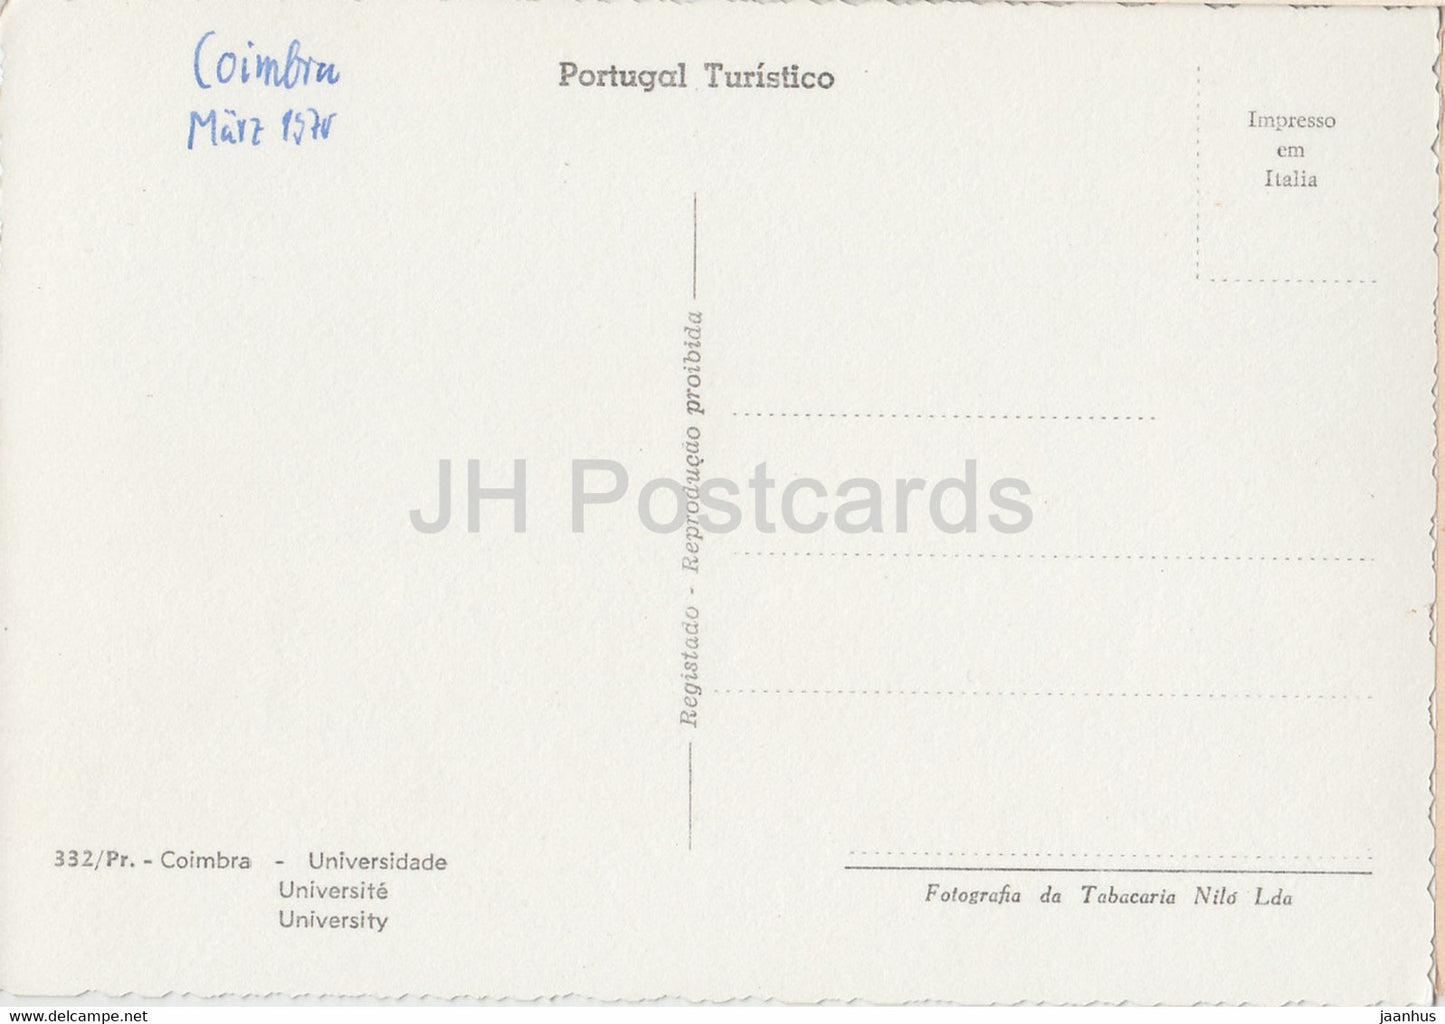 Coimbra
März 1970
Portugal Turístico
Impresso
em
Italia
Registado - Reprodução proibida
JH Postcards
332/Pr. - Coimbra - Universidade
Université
University
Fotografia da Tabacaria Niló Lda
www.delcampe.net
jaanhus